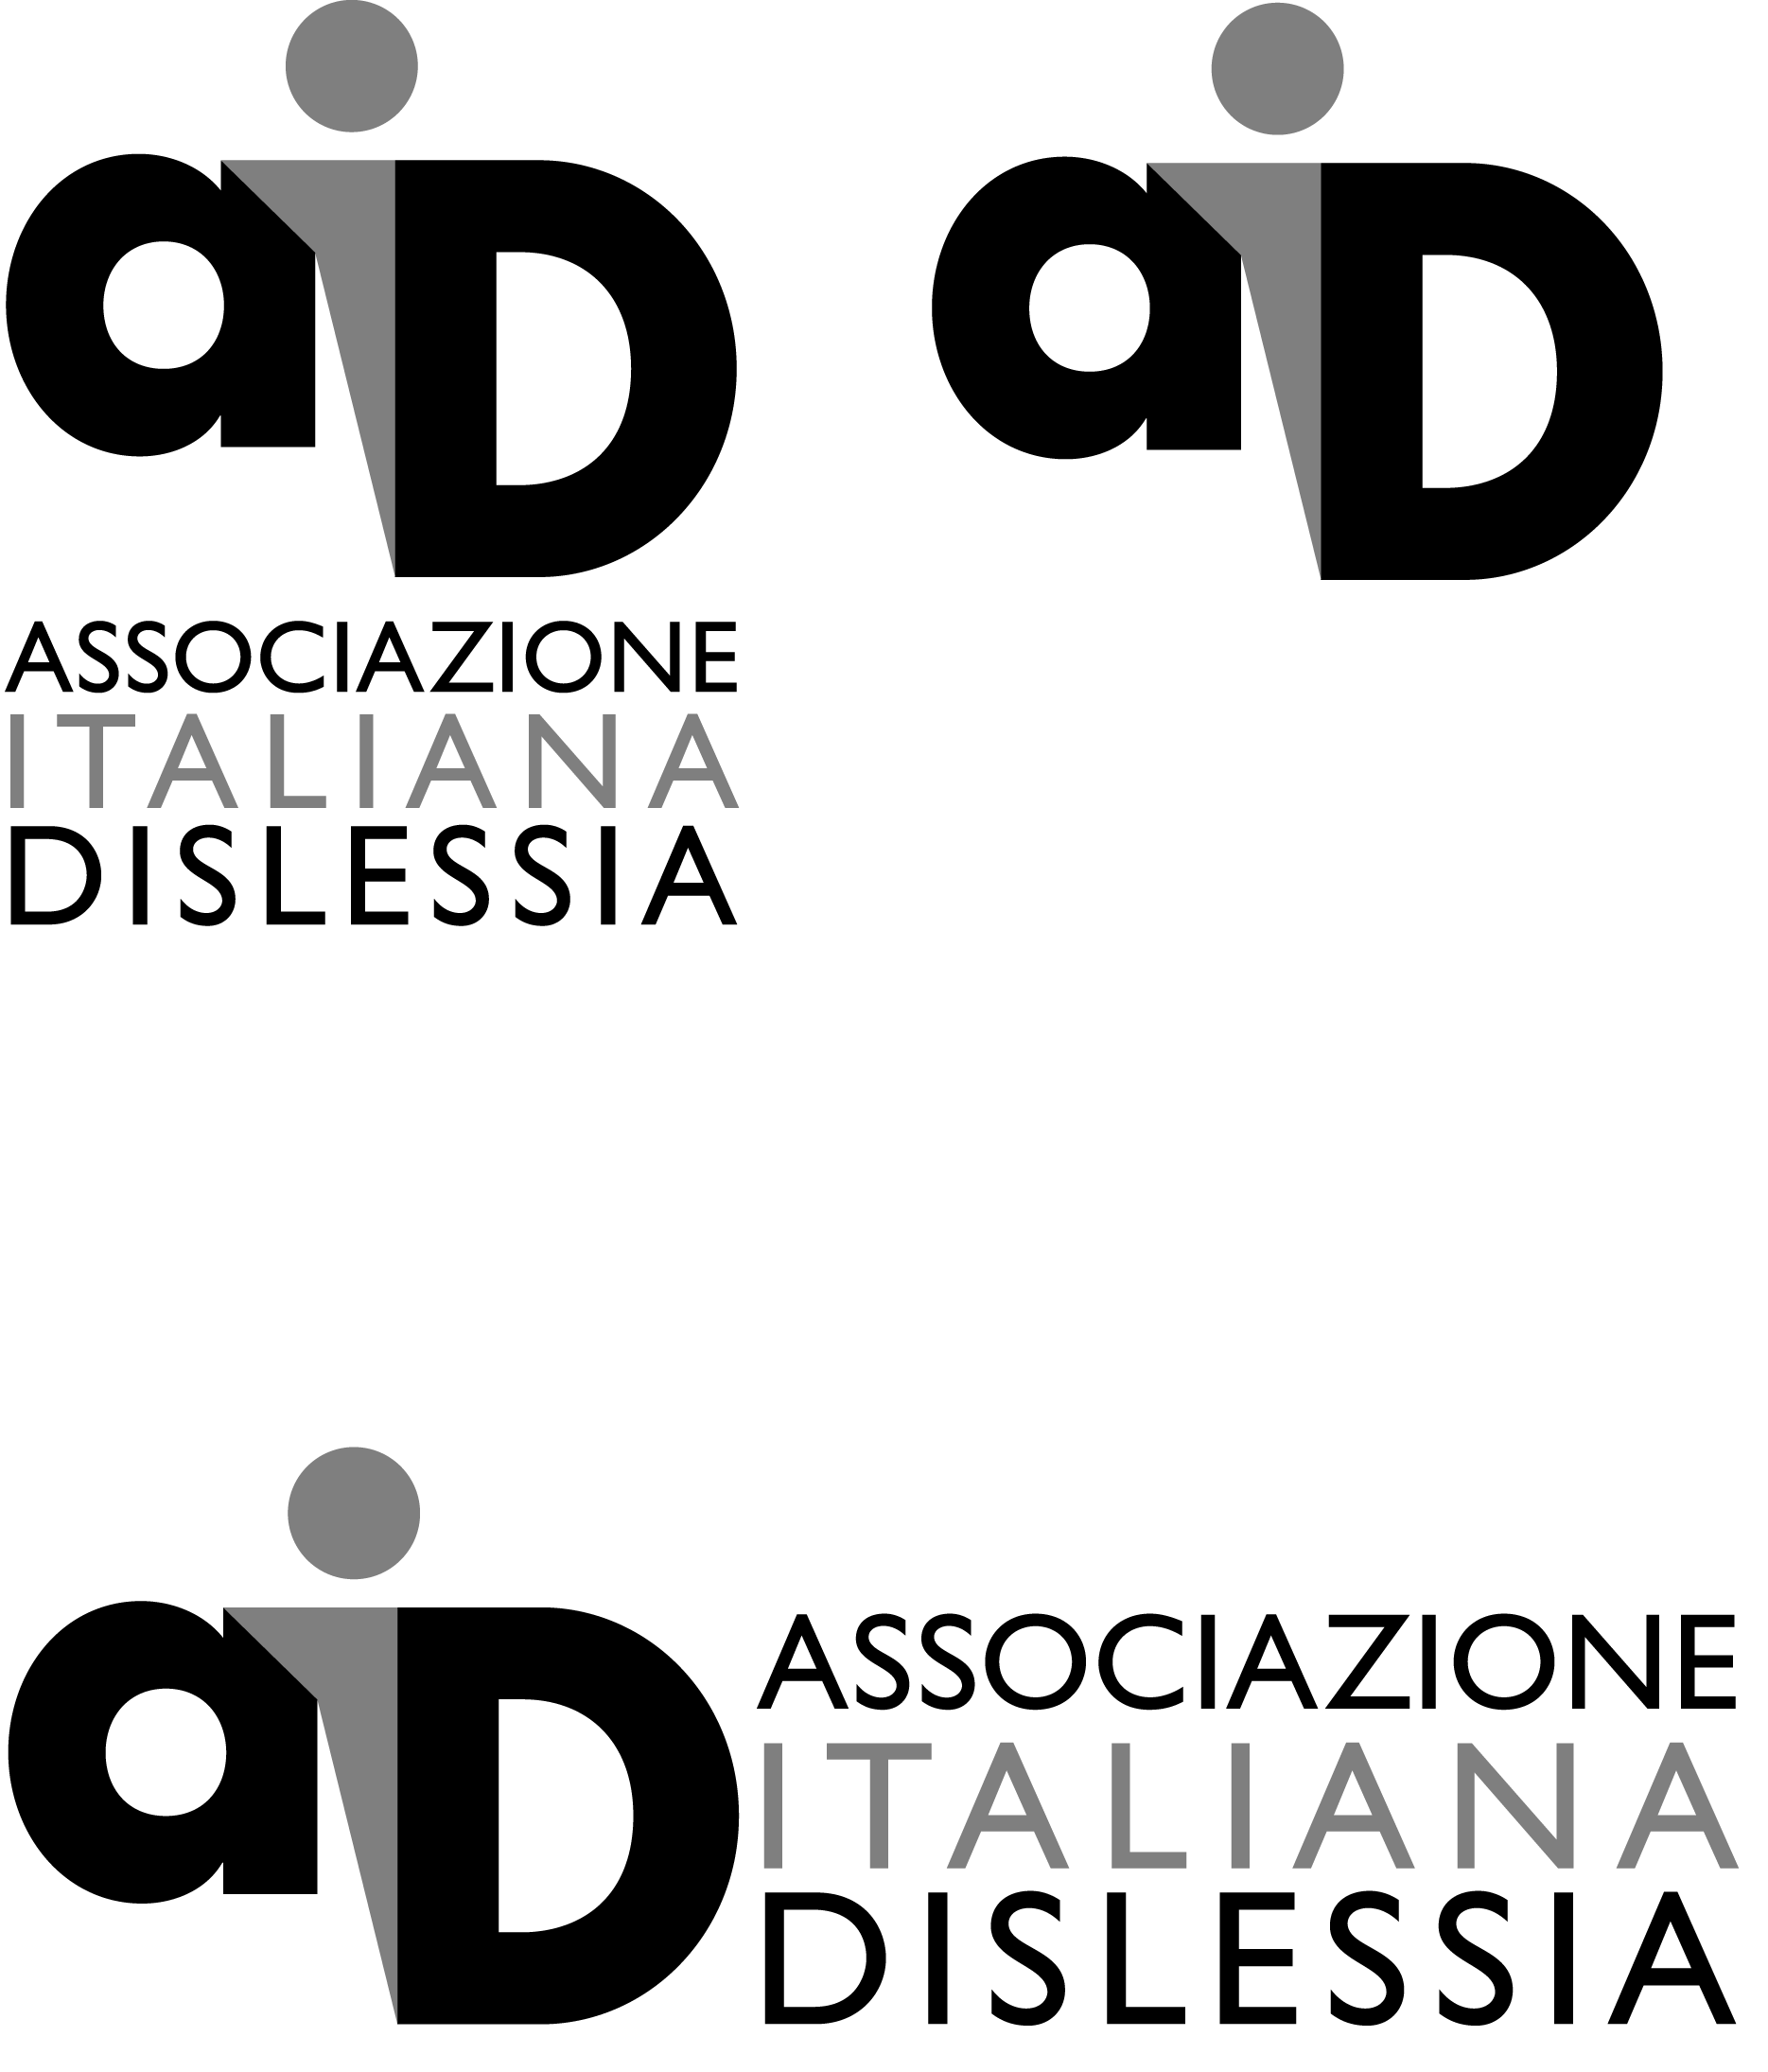 aiD
aiD
ASSOCIAZIONE
ITALIANA
DISLESSIA
aiD
ASSOCIAZIONE
ITALIANA
DISLESSIA